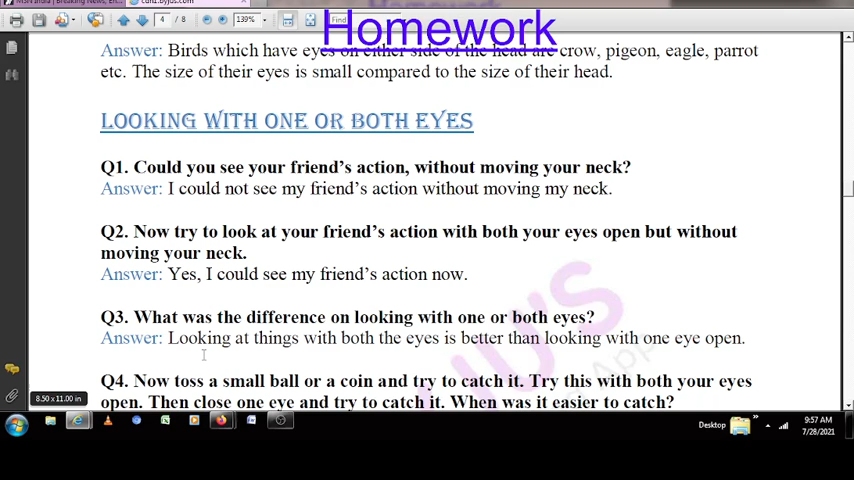 cdn1.byjus.com
4 / 8
139%
Find
Homework
Answer: Birds which have eyes on either side of the head are crow, pigeon, eagle, parrot
etc. The size of their eyes is small compared to the size of their head.
LOOKING WITH ONE OR BOTH EYES
Q1. Could you see your friend's action, without moving your neck?
Answer: I could not see my friend's action without moving my neck.
Q2. Now try to look at your friend's action with both your eyes open but without
moving your neck.
Answer: Yes, I could see my friend's action now.
Q3. What was the difference on looking with one or both eyes?
Answer: Looking at things with both the eyes is better than looking with one eye open.
Q4. Now toss a small ball or a coin and try to catch it. Try this with both your eyes
open. Then close one eye and try to catch it. When was it easier to catch?
8.50 x 11.00 in
Desktop
9:57 AM
7/28/2021